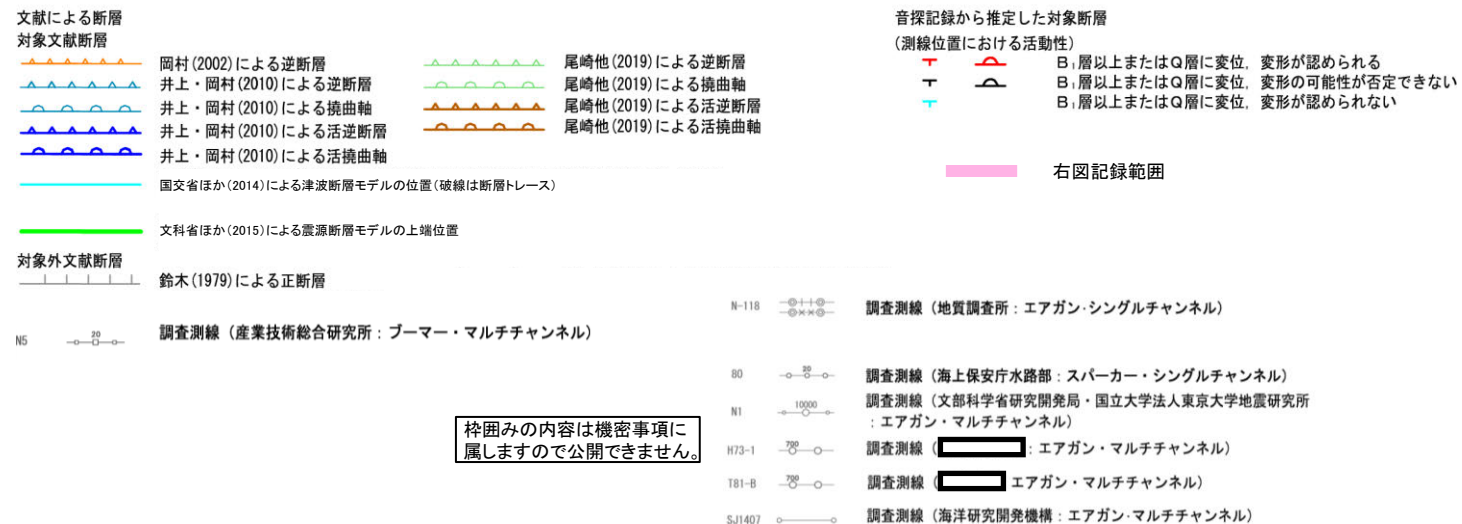 文献による断層
対象文献断層
岡村(2002)による逆断層
井上・岡村(2010)による逆断層
井上・岡村(2010)による撓曲軸
井上・岡村(2010)による活逆断層
井上・岡村(2010)による活撓曲軸
尾崎他(2019)による逆断層
尾崎他(2019)による撓曲軸
尾崎他(2019)による活逆断層
尾崎他(2019)による活撓曲軸
国交省ほか(2014)による津波断層モデルの位置(破線は断層トレース)
文科省ほか(2015)による震源断層モデルの上端位置
対象外文献断層
鈴木(1979)による正断層
N5 20 調査測線（産業技術総合研究所：ブーマー・マルチチャンネル）
音探記録から推定した対象断層
(測線位置における活動性)
B₁層以上またはQ層に変位，変形が認められる
B₁層以上またはQ層に変位，変形の可能性が否定できない
B₁層以上またはQ層に変位，変形が認められない
右図記録範囲
N-118 調査測線（地質調査所：エアガン・シングルチャンネル）
80 20 調査測線（海上保安庁水路部：スパーカー・シングルチャンネル）
N1 10000 調査測線（文部科学省研究開発局・国立大学法人東京大学地震研究所
：エアガン・マルチチャンネル）
H73-1 700 調査測線（ ：エアガン・マルチチャンネル）
T81-B 700 調査測線（ エアガン・マルチチャンネル）
SJ1407 調査測線（海洋研究開発機構：エアガン・マルチチャンネル）
枠囲みの内容は機密事項に
属しますので公開できません。